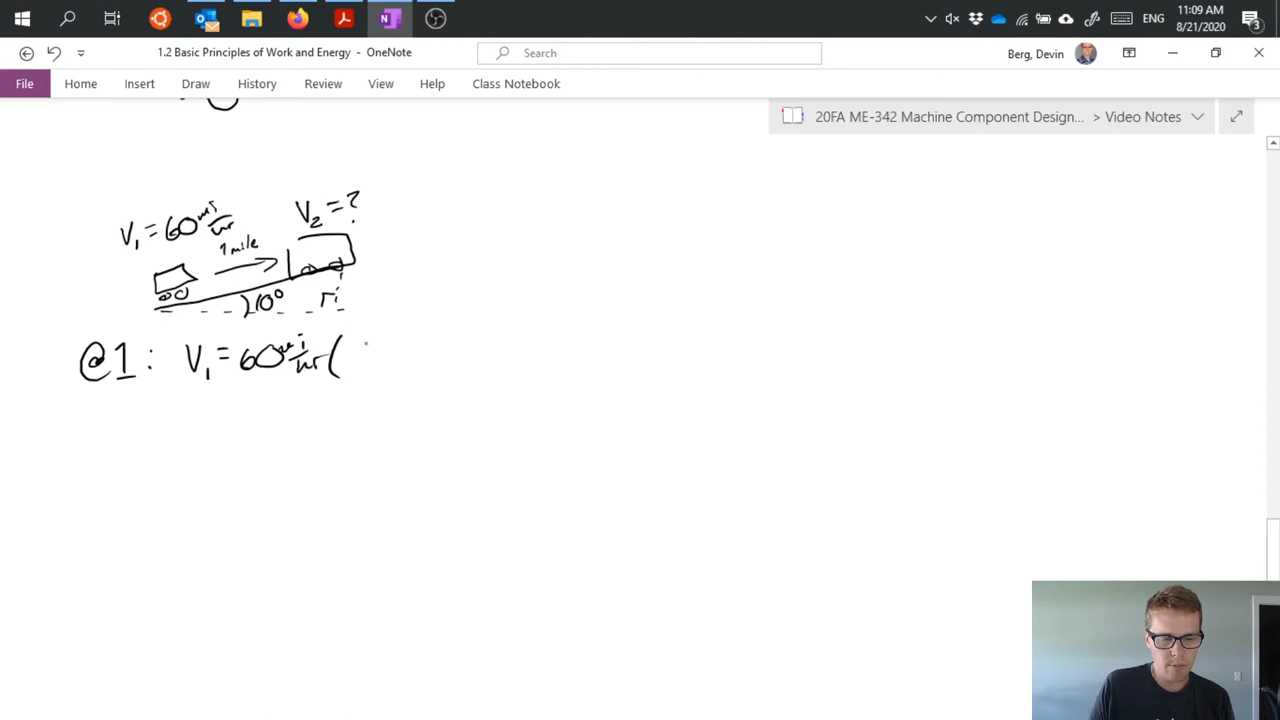 11:09 AM
ENG
8/21/2020
3
1.2 Basic Principles of Work and Energy - OneNote
Search
Berg, Devin
File Home Insert Draw History Review View Help Class Notebook
20FA ME-342 Machine Component Design... > Video Notes
V₁ = 60 mi/hr
V₂ = ?
1 mile
10°
@1: V₁ = 60 mi/hr (